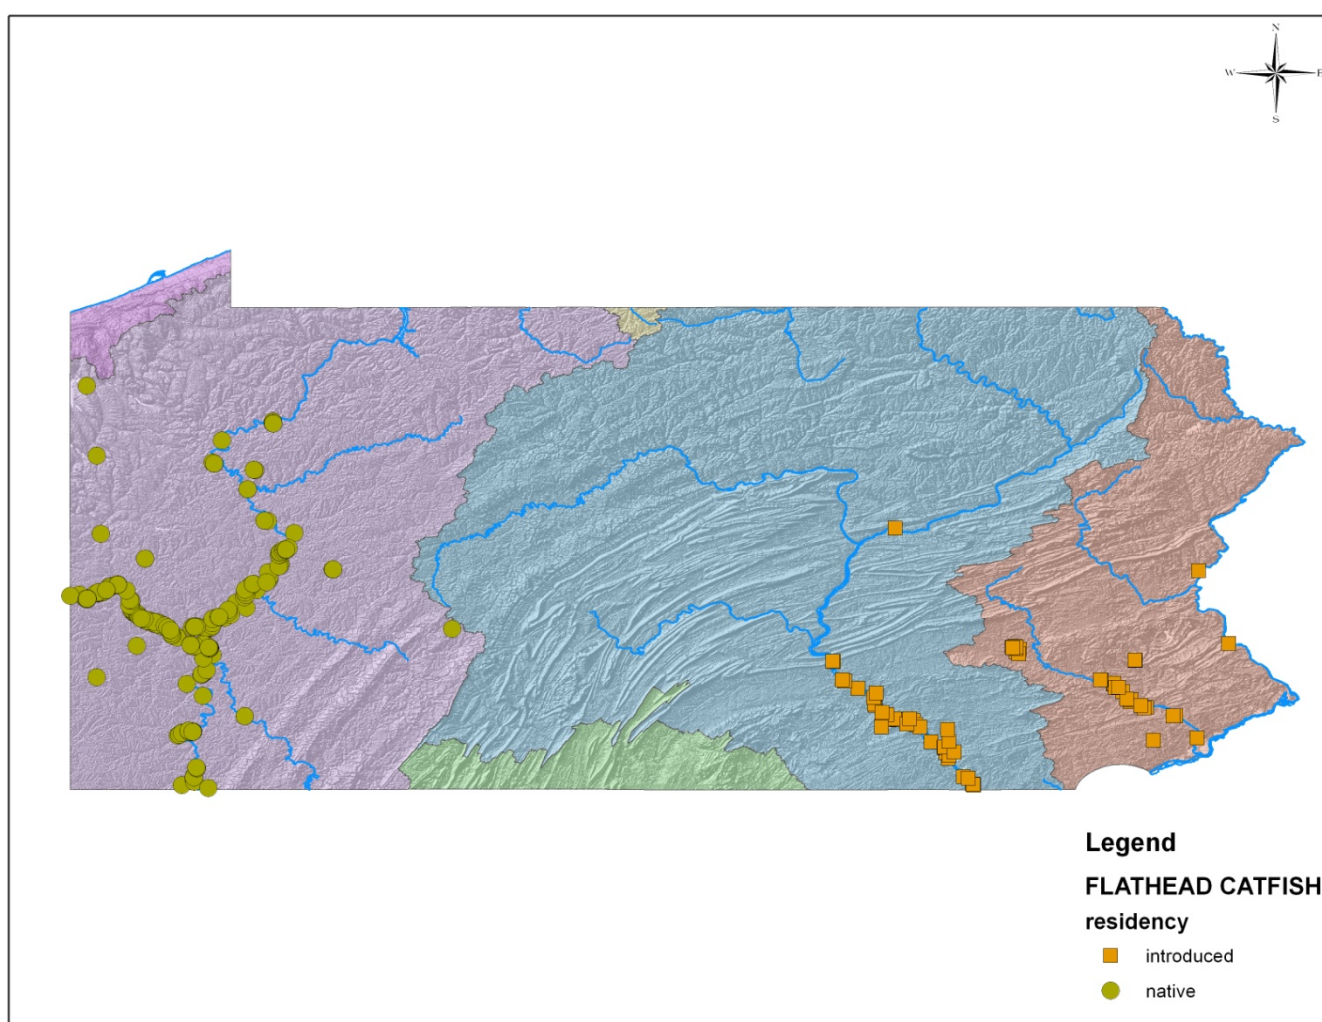 N
W
E
S
Legend
FLATHEAD CATFISH
residency
introduced
native